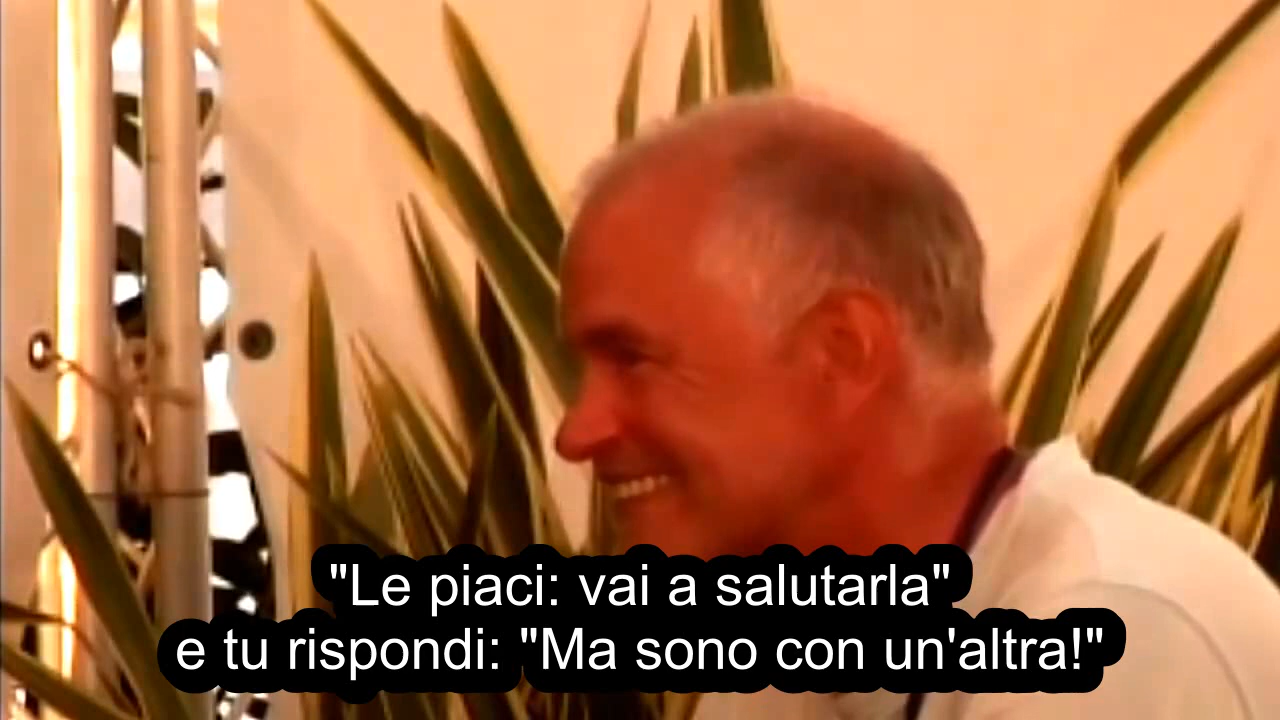 "Le piaci: vai a salutarla"
e tu rispondi: "Ma sono con un'altra!"